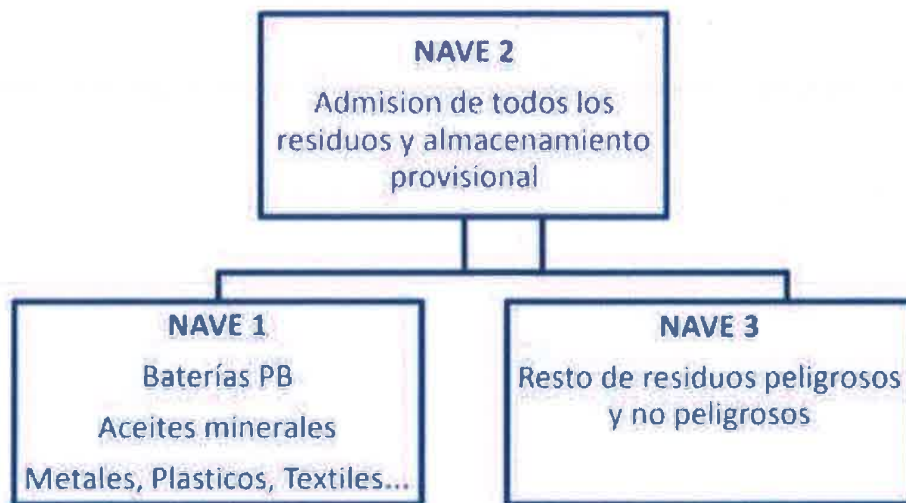 NAVE 2
Admision de todos los
residuos y almacenamiento
provisional
NAVE 1
Baterías PB
Aceites minerales
Metales, Plasticos, Textiles...
NAVE 3
Resto de residuos peligrosos
y no peligrosos